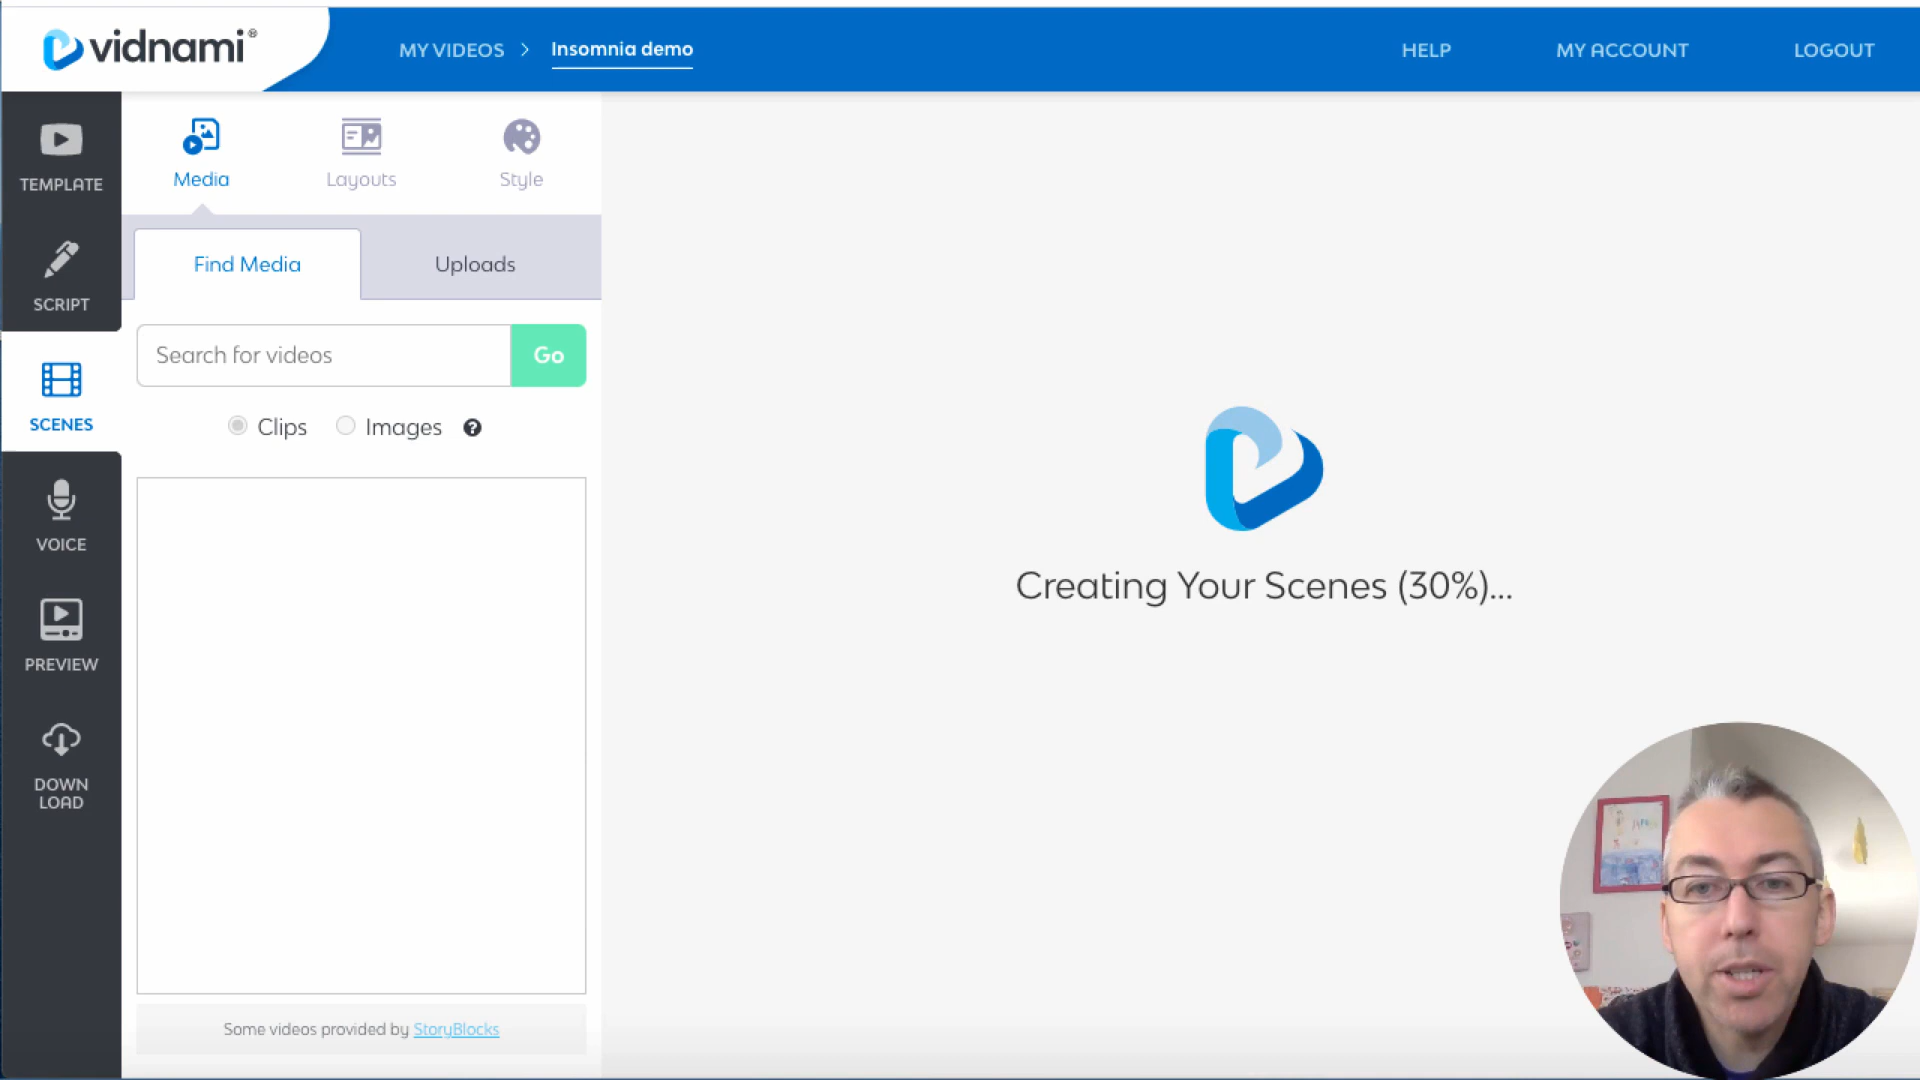 vidnami®
MY VIDEOS > Insomnia demo
HELP
MY ACCOUNT
LOGOUT
TEMPLATE
SCRIPT
SCENES
VOICE
PREVIEW
DOWN
LOAD
Media
Layouts
Style
Find Media
Uploads
Search for videos
Go
Clips
Images
?
Some videos provided by StoryBlocks
Creating Your Scenes (30%)...